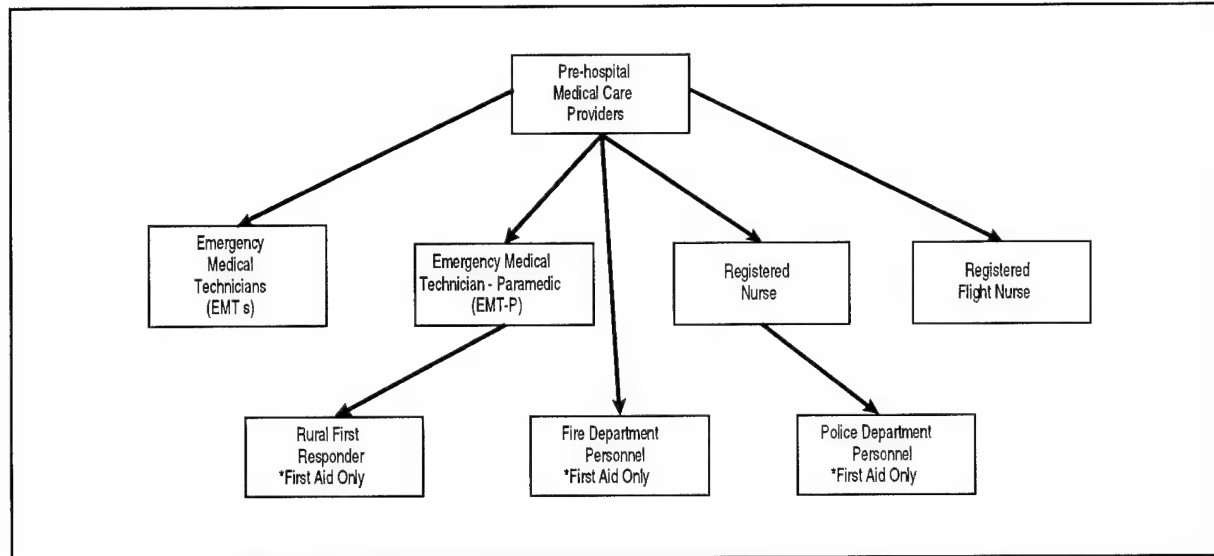 Pre-hospital
Medical Care
Providers
Emergency
Medical
Technicians
(EMT s)
Emergency Medical
Technician - Paramedic
(EMT-P)
Registered
Nurse
Registered
Flight Nurse
Rural First
Responder
*First Aid Only
Fire Department
Personnel
*First Aid Only
Police Department
Personnel
*First Aid Only